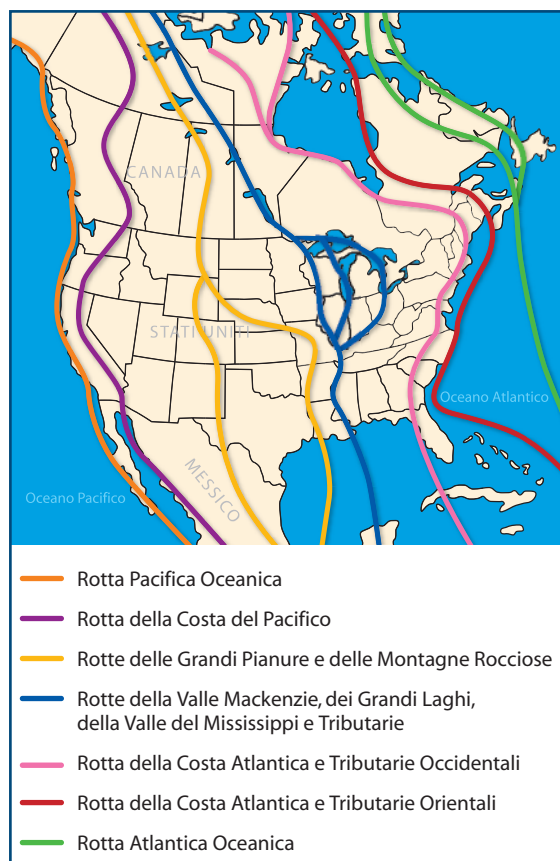 CANADA
STATI UNITI
Oceano Atlantico
MESSICO
Oceano Pacifico
Rotta Pacifica Oceanica
Rotta della Costa del Pacifico
Rotte delle Grandi Pianure e delle Montagne Rocciose
Rotte della Valle Mackenzie, dei Grandi Laghi,
della Valle del Mississippi e Tributarie
Rotta della Costa Atlantica e Tributarie Occidentali
Rotta della Costa Atlantica e Tributarie Orientali
Rotta Atlantica Oceanica